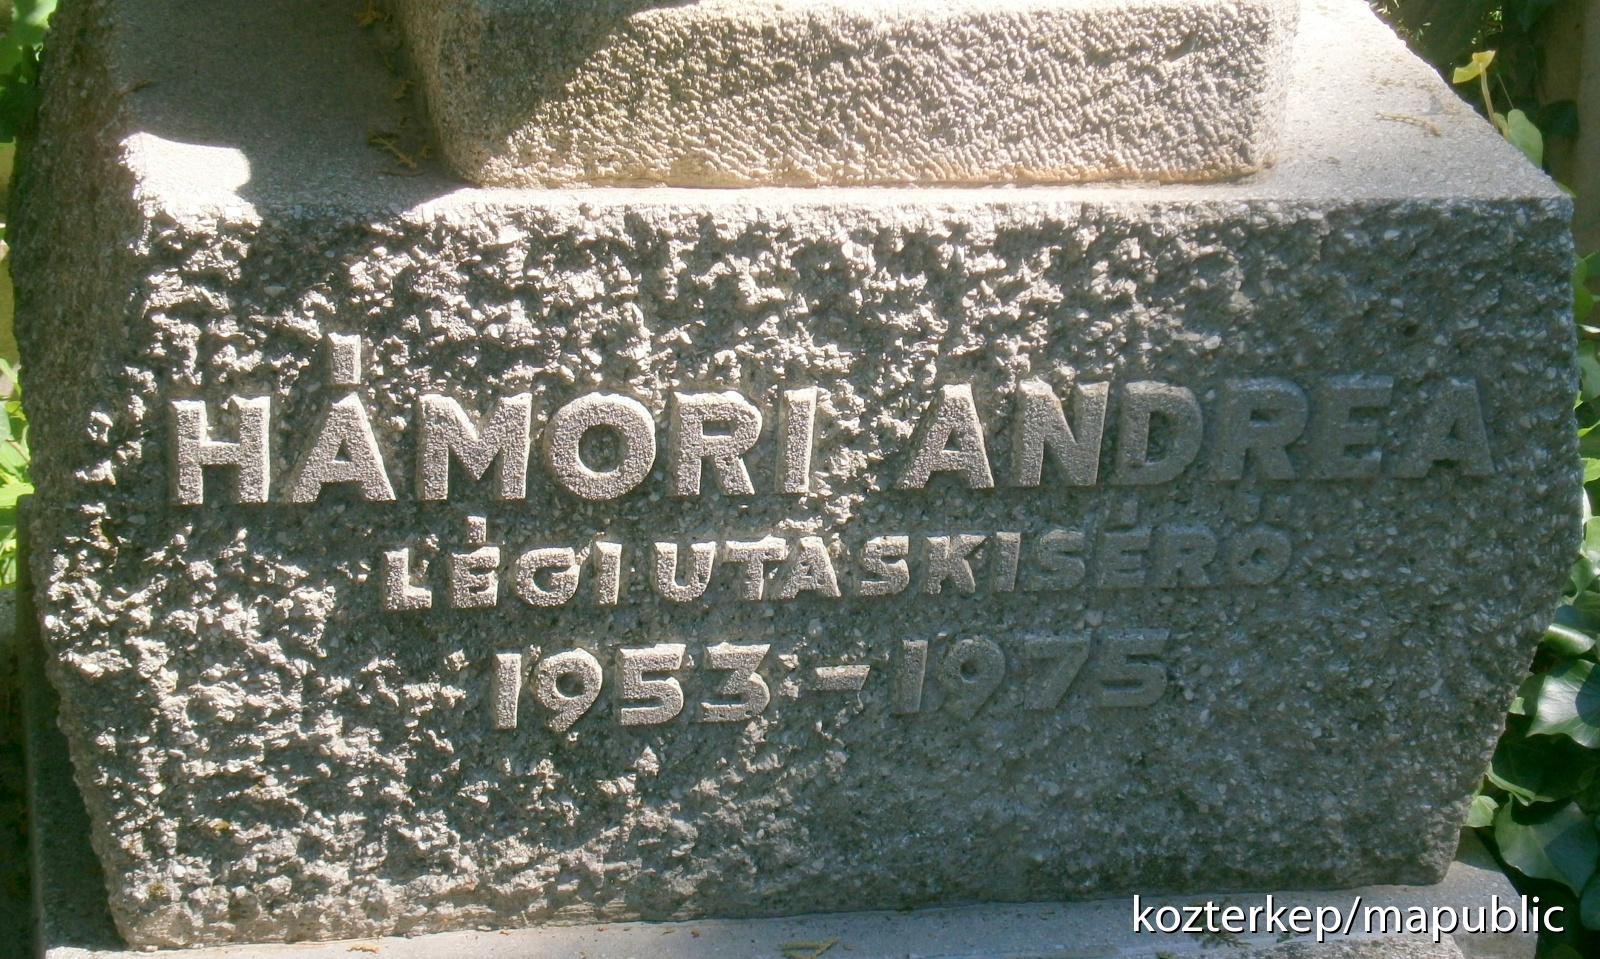 HÁMORI ANDREA
LÉGIUTASKISÉRŐ
1953-1975
kozterkep/mapublic